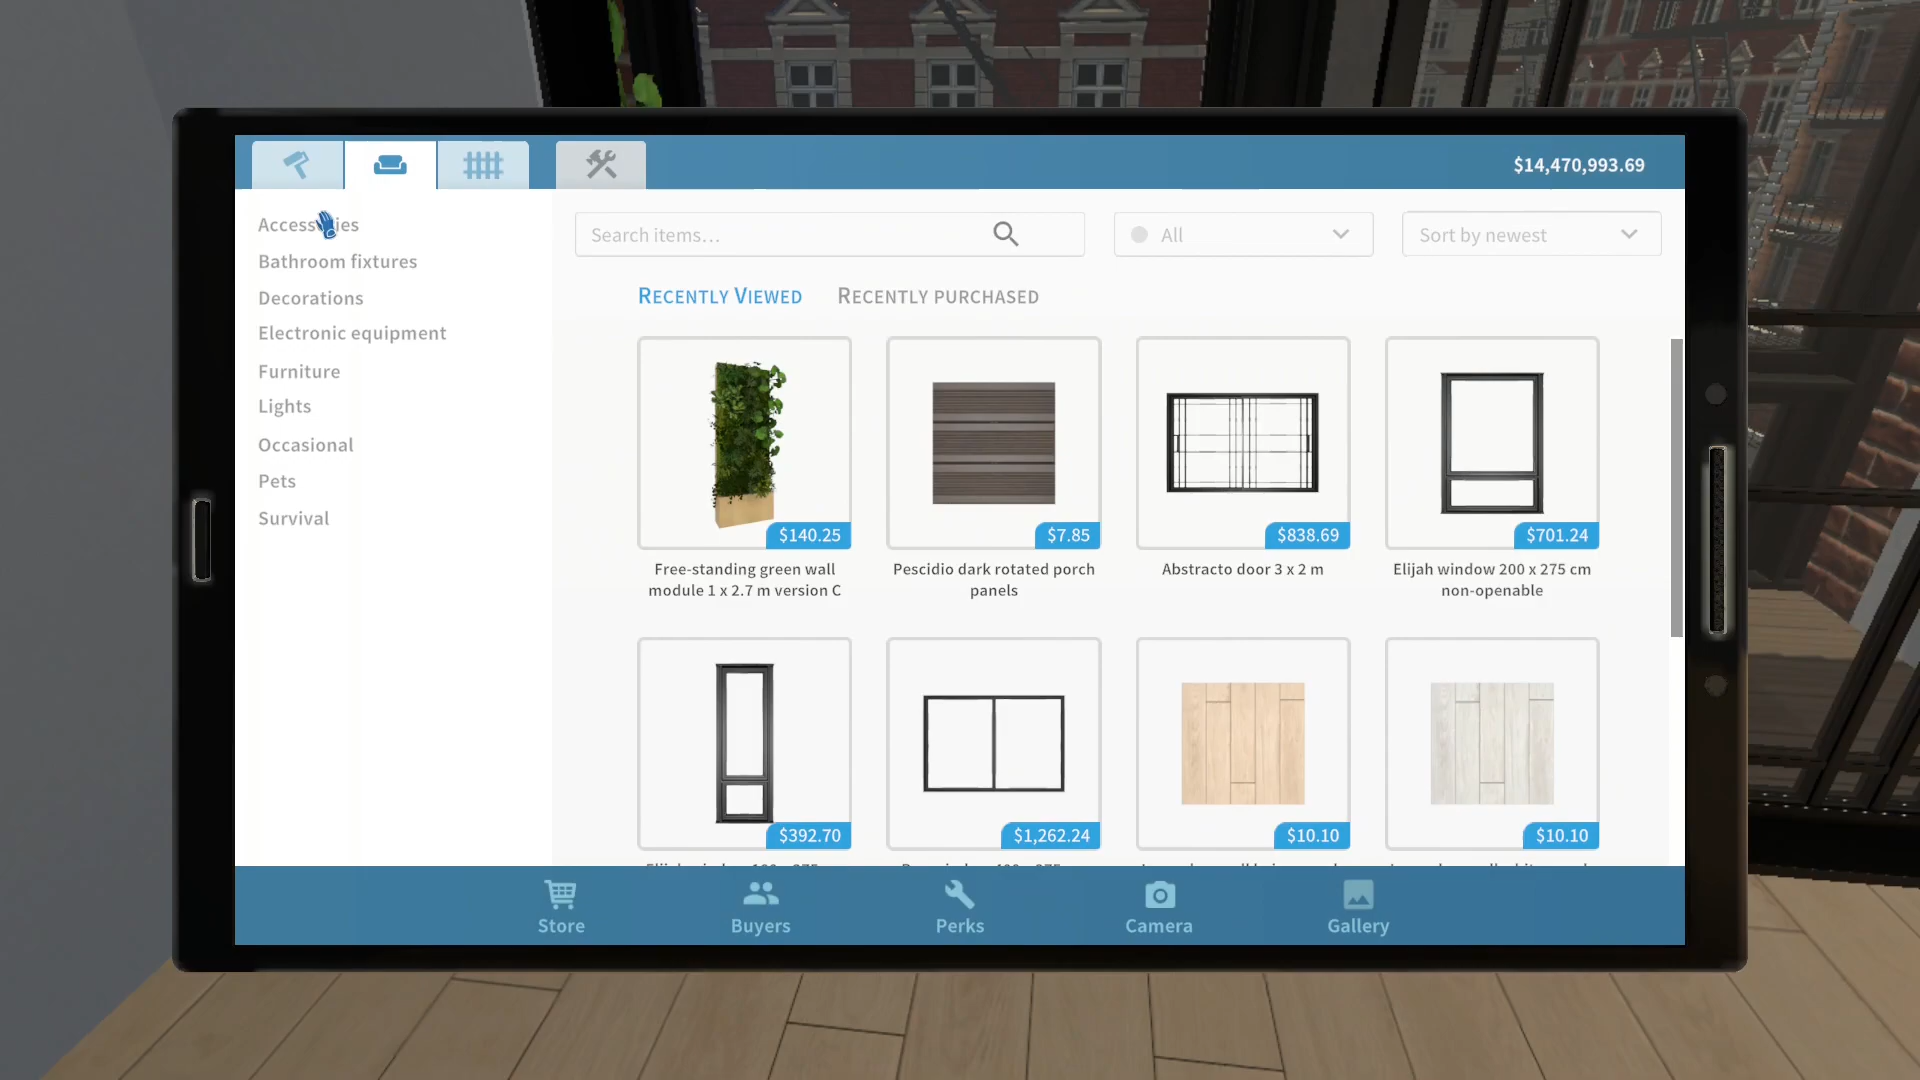 $14,470,993.69
Accessories
Bathroom fixtures
Decorations
Electronic equipment
Furniture
Lights
Occasional
Pets
Survival
Search items...
All
Sort by newest
RECENTLY VIEWED
RECENTLY PURCHASED
$140.25
$7.85
$838.69
$701.24
Free-standing green wall
module 1 x 2.7 m version C
Pescidio dark rotated porch
panels
Abstracto door 3 x 2 m
Elijah window 200 x 275 cm
non-openable
$392.70
$1,262.24
$10.10
$10.10
Store
Buyers
Perks
Camera
Gallery